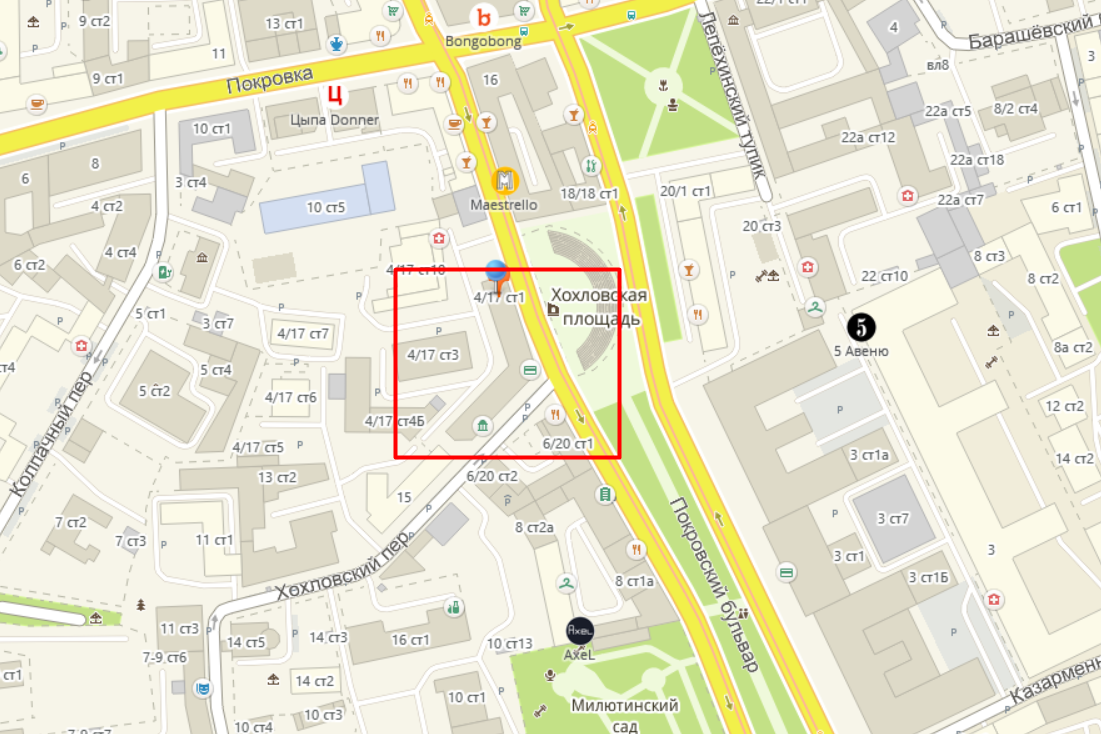 9 ст2
13 ст1
Bongobong
22/1 ст1
4
Барашёвский п
11
3
9 ст1
Покровка
16
Лепёхинский тупик
вл8
Ц
Цыпа Donner
22а ст5
8/2 ст4
10 ст1
22а ст12
8
22а ст18
6
3 ст4
4 ст2
10 ст5
Maestrello
18/18 ст1
20/1 ст1
22а ст7
6 ст1
20 ст3
4 ст4
6 ст2
4/17 ст10
22 ст10
8 ст3
8 ст2
4/17 ст1
Хохловская
площадь
5 ст1
3 ст7
4/17 ст7
4/17 ст3
5
5 Авеню
8а ст2
т4
5 ст4
5 ст2
4/17 ст6
12 ст2
4/17 ст4Б
6/20 ст1
4/17 ст5
3 ст1а
14 ст2
Колпачный пер
13 ст2
6/20 ст2
15
7 ст2
7 ст3
11 ст1
8 ст2а
Покровский бульвар
3 ст7
3
3 ст1
Хохловский пер
8 ст1а
3 ст1Б
11 ст3
14 ст5
14 ст3
16 ст1
10 ст13
Axel
AxeL
7-9 ст6
ст1
14 ст2
10 ст1
Казарменн
10 ст3
10 ст4
Милютинский
сад